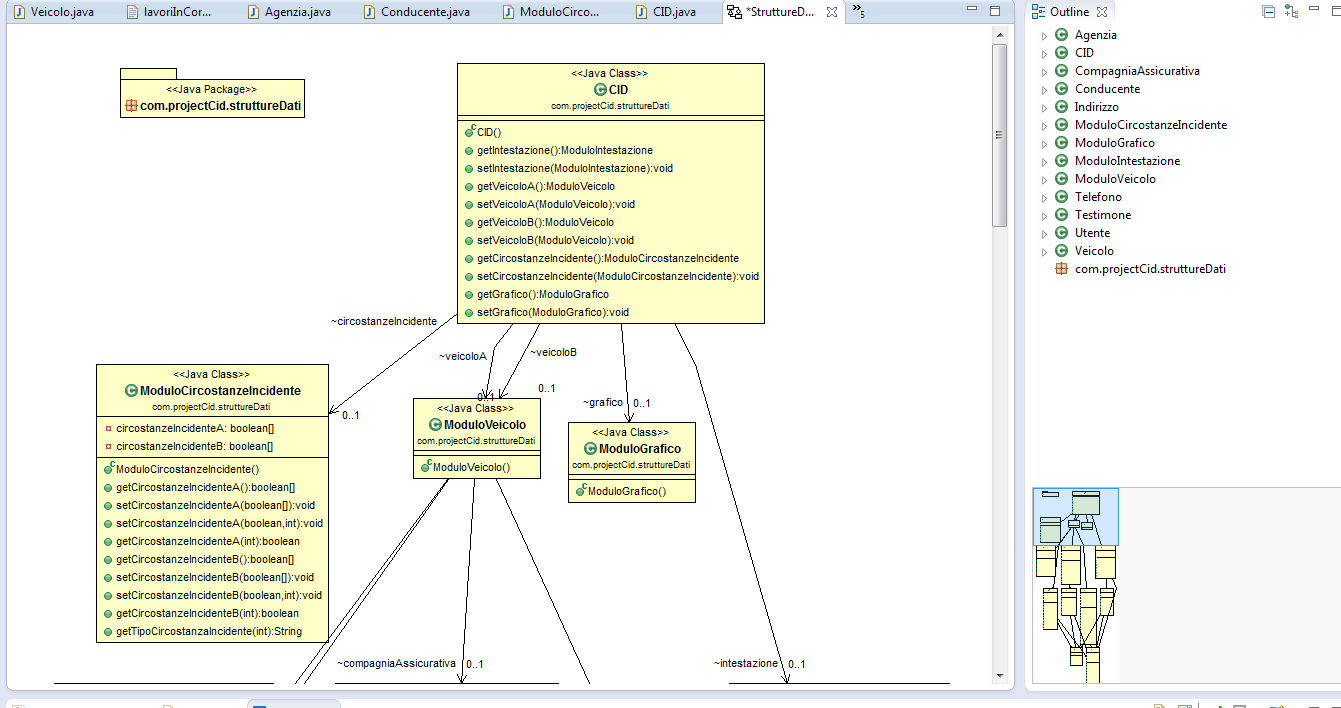 Veicolo.java
lavoriInCor...
Agenzia.java
Conducente.java
ModuloCirco...
CID.java
*StruttureD...
»5
<<Java Package>>
com.projectCid.struttureDati
<<Java Class>>
CID
com.projectCid.struttureDati
CID()
getIntestazione():ModuloIntestazione
setIntestazione(ModuloIntestazione):void
getVeicoloA():ModuloVeicolo
setVeicoloA(ModuloVeicolo):void
getVeicoloB():ModuloVeicolo
setVeicoloB(ModuloVeicolo):void
getCircostanzeIncidente():ModuloCircostanzeIncidente
setCircostanzeIncidente(ModuloCircostanzeIncidente):void
getGrafico():ModuloGrafico
setGrafico(ModuloGrafico):void
~circostanzeIncidente
0..1
~veicoloA
0..1
~veicoloB
0..1
~grafico
0..1
<<Java Class>>
ModuloCircostanzeIncidente
com.projectCid.struttureDati
circostanzeIncidenteA: boolean[]
circostanzeIncidenteB: boolean[]
ModuloCircostanzeIncidente()
getCircostanzeIncidenteA():boolean[]
setCircostanzeIncidenteA(boolean[]):void
setCircostanzeIncidenteA(boolean,int):void
getCircostanzeIncidenteA(int):boolean
getCircostanzeIncidenteB():boolean[]
setCircostanzeIncidenteB(boolean[]):void
setCircostanzeIncidenteB(boolean,int):void
getCircostanzeIncidenteB(int):boolean
getTipoCircostanzaIncidente(int):String
<<Java Class>>
ModuloVeicolo
com.projectCid.struttureDati
ModuloVeicolo()
<<Java Class>>
ModuloGrafico
com.projectCid.struttureDati
ModuloGrafico()
~compagniaAssicurativa
0..1
~intestazione
0..1
Outline
Agenzia
CID
CompagniaAssicurativa
Conducente
Indirizzo
ModuloCircostanzeIncidente
ModuloGrafico
ModuloIntestazione
ModuloVeicolo
Telefono
Testimone
Utente
Veicolo
com.projectCid.struttureDati